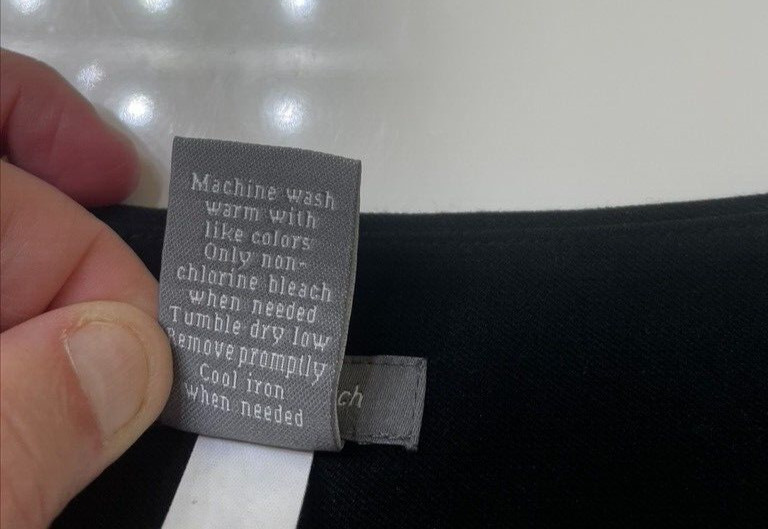 Machine wash
warm with
like colors
Only non-
chlorine bleach
when needed
Tumble dry low
Remove promptly
Cool iron
when needed
ch